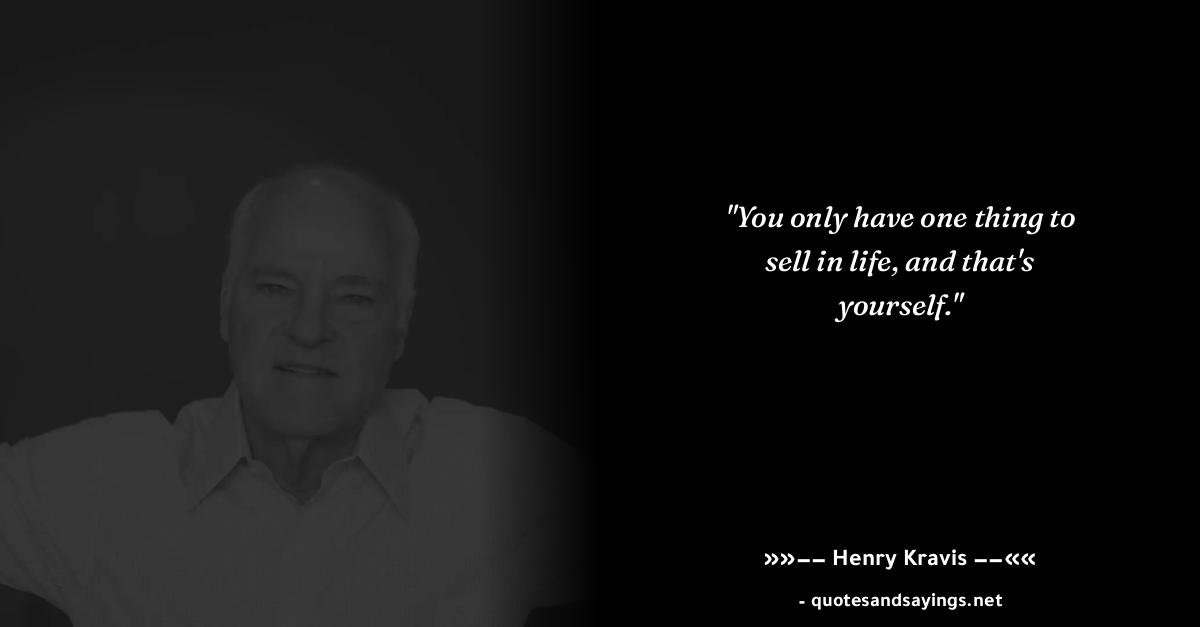 "You only have one thing to
sell in life, and that's
yourself."
»»−− Henry Kravis −−««
- quotesandsayings.net